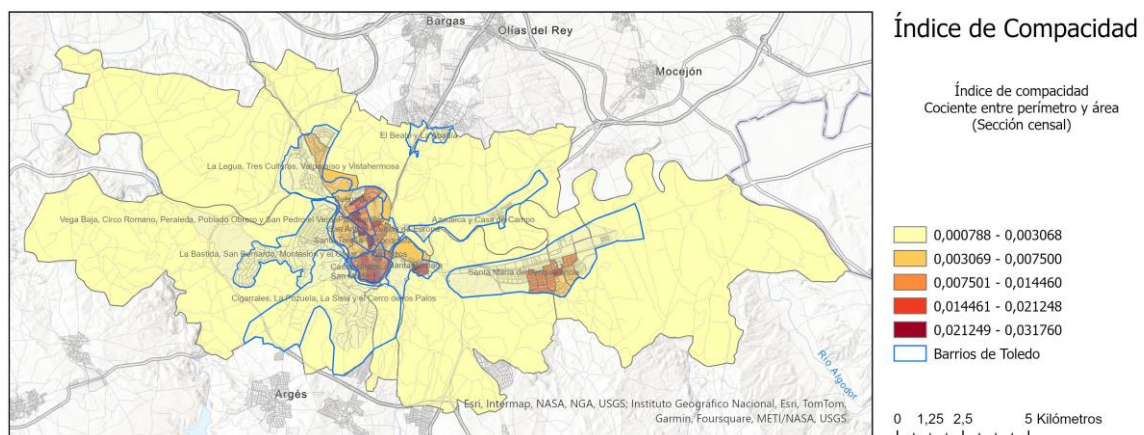 Índice de Compacidad
Índice de compacidad
Cociente entre perímetro y área
(Sección censal)
0,000788 - 0,003068
0,003069 - 0,007500
0,007501 - 0,014460
0,014461 - 0,021248
0,021249 - 0,031760
Barrios de Toledo
0 1,25 2,5 5 Kilómetros
Bargas
Olías del Rey
Mocejón
El Beato y La Abadía
La Legua, Tres Culturas, Valparaíso y Vistahermosa
Vega Baja, Circo Romano, Peraleda, Poblado Obrero y San Pedro el Verde
Azucaica y Casa de Campo
La Bastida, San Bernardo, Montesión y el
Santa Bárbara
Santa María de Benquerencia
Cigarrales, La Pozuela, La Sisla y el Cerro de los Palos
Argés
Río Algodor
Esri, Intermap, NASA, NGA, USGS; Instituto Geográfico Nacional, Esri, TomTom,
Garmin, Foursquare, METI/NASA, USGS